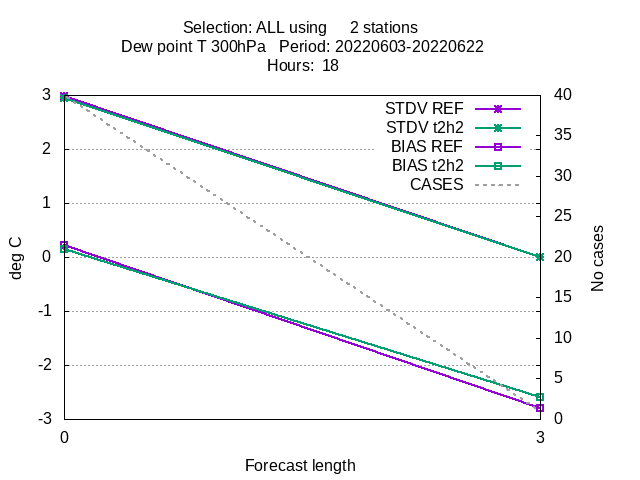 Selection: ALL using     2 stations
Dew point T 300hPa   Period: 20220603-20220622
Hours:  18
STDV REF
STDV t2h2
BIAS REF
BIAS t2h2
CASES
3
2
1
0
-1
-2
-3
40
35
30
25
20
15
10
5
0
deg C
No cases
0
3
Forecast length